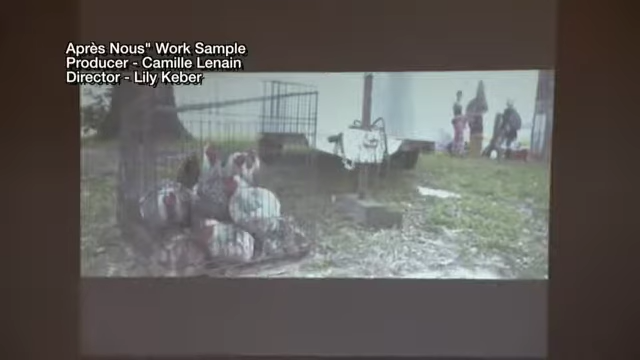 Après Nous" Work Sample
Producer - Camille Lenain
Director - Lily Keber